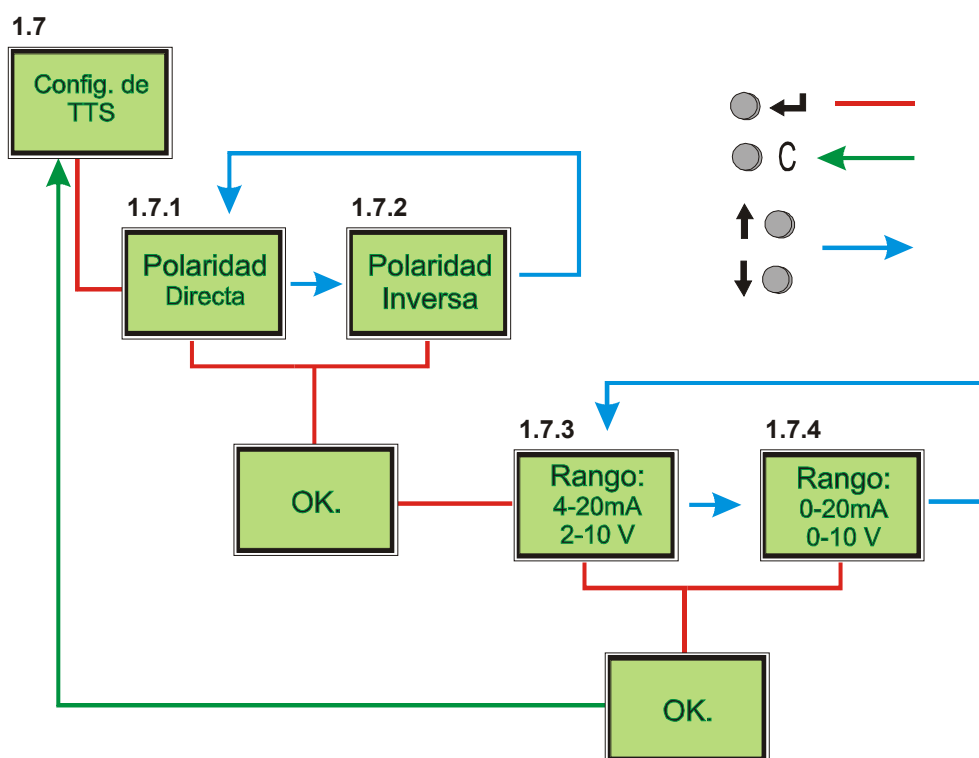 1.7
Config. de
TTS
C
1.7.1
1.7.2
Polaridad
Directa
Polaridad
Inversa
1.7.3
1.7.4
OK.
Rango:
4-20mA
2-10 V
Rango:
0-20mA
0-10 V
OK.